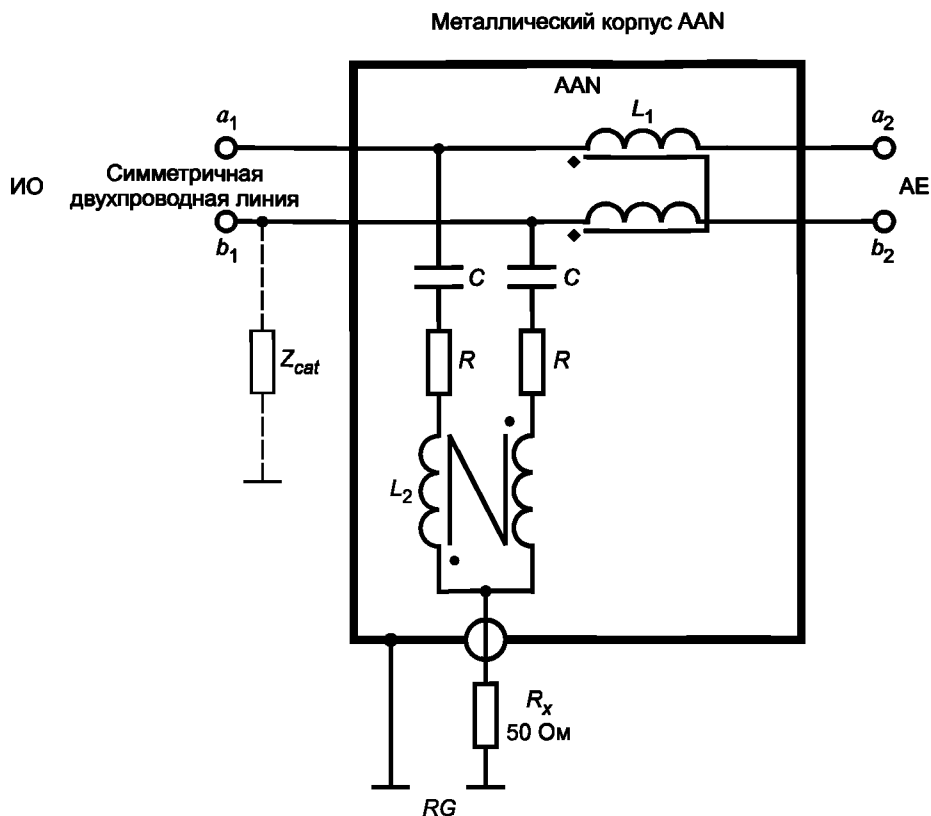 Металлический корпус AAN
AAN
L1
a1
a2
ИО
Симметричная
двухпроводная линия
AE
b1
b2
C
C
Zcat
R
R
L2
Rx
50 Ом
RG